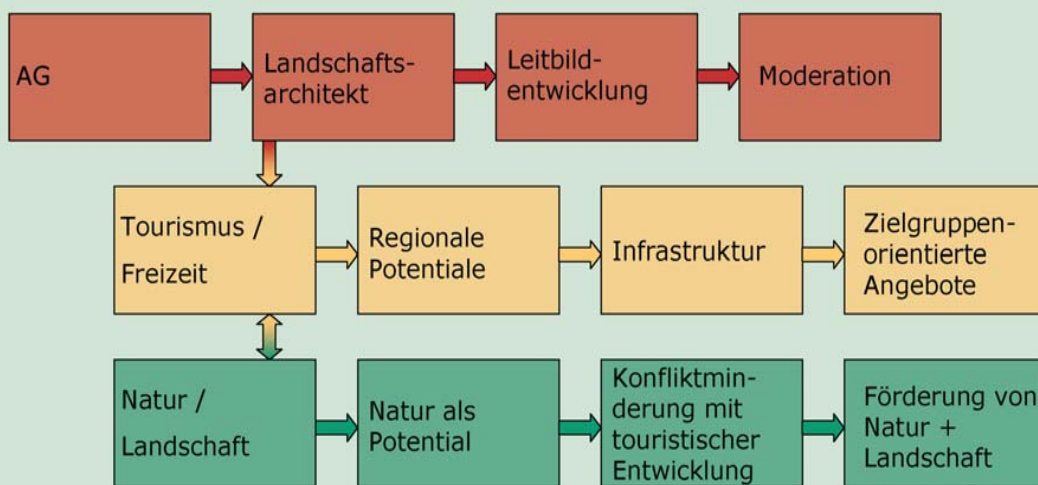 AG
Landschafts-
architekt
Leitbild-
entwicklung
Moderation
Tourismus /
Freizeit
Regionale
Potentiale
Infrastruktur
Zielgruppen-
orientierte
Angebote
Natur /
Landschaft
Natur als
Potential
Konfliktmin-
derung mit
touristischer
Entwicklung
Förderung von
Natur +
Landschaft